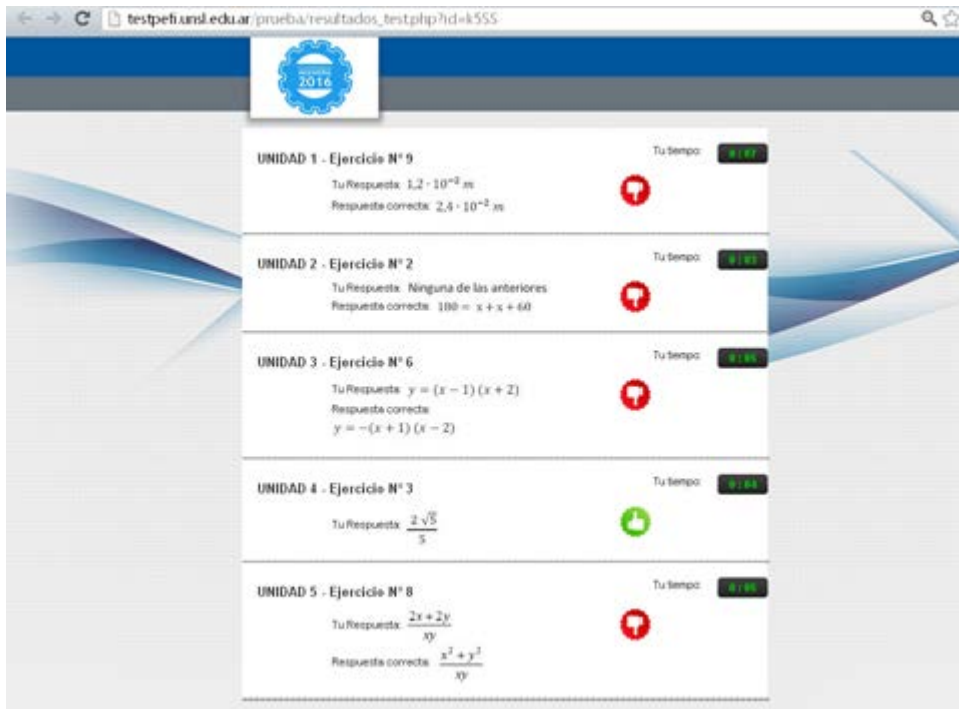 testpefi.unsl.edu.ar/prueba/resultados_test.php?id=k5SS
2016
UNIDAD 1 - Ejercicio N° 9
Tu tiempo:
Tu Respuesta: 1,2 · 10⁻² m
Respuesta correcta: 2,4 · 10⁻² m
UNIDAD 2 - Ejercicio N° 2
Tu tiempo:
Tu Respuesta: Ninguna de las anteriores
Respuesta correcta: 180 = x + x + 60
UNIDAD 3 - Ejercicio N° 6
Tu tiempo:
Tu Respuesta: y = (x − 1) (x + 2)
Respuesta correcta:
y = −(x + 1) (x − 2)
UNIDAD 4 - Ejercicio N° 3
Tu tiempo:
Tu Respuesta: 2 √5 / 5
UNIDAD 5 - Ejercicio N° 8
Tu tiempo:
Tu Respuesta: 2x + 2y / xy
Respuesta correcta: x² + y² / xy